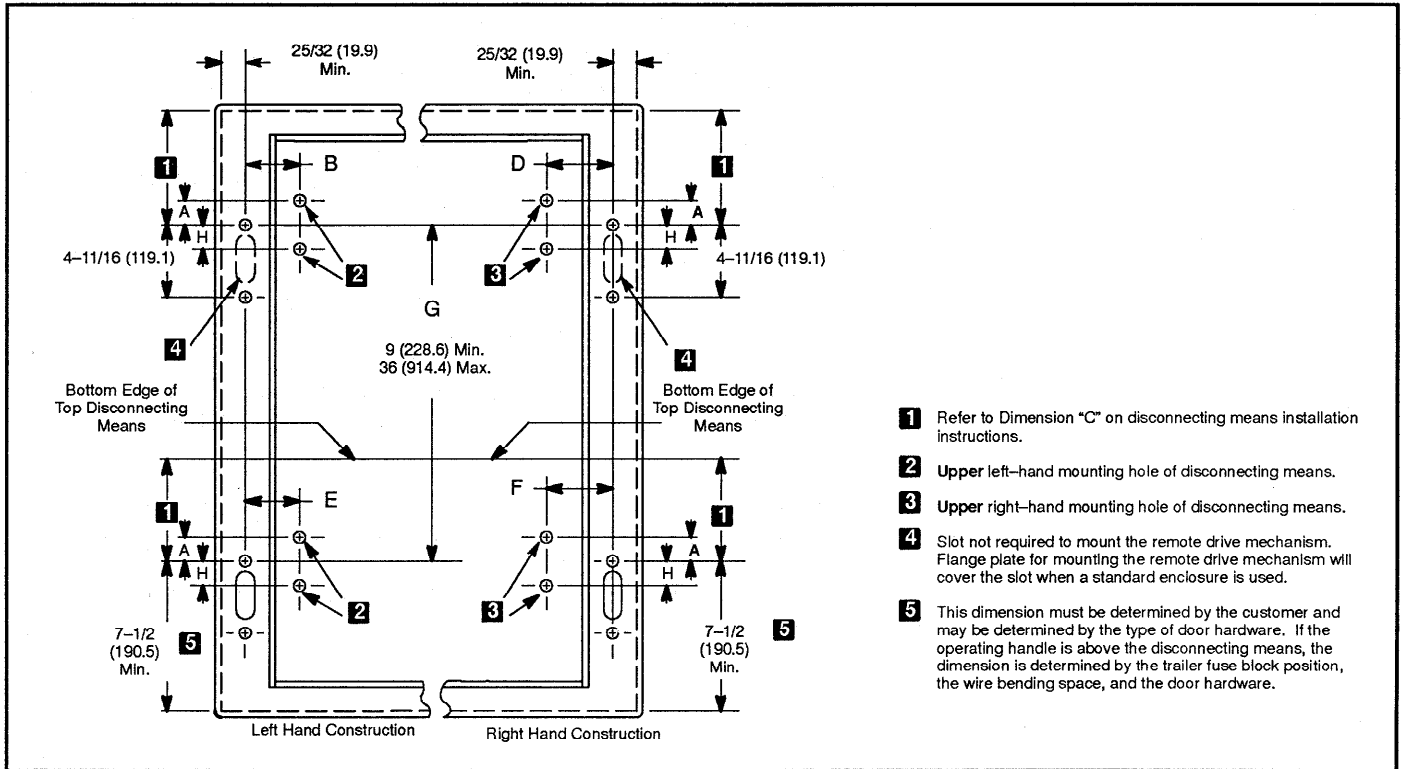 25/32 (19.9)
Min.
25/32 (19.9)
Min.
1
B
D
1
A
H
A
H
4–11/16 (119.1)
4–11/16 (119.1)
2
3
G
4
4
9 (228.6) Min.
36 (914.4) Max.
Bottom Edge of
Top Disconnecting
Means
Bottom Edge of
Top Disconnecting
Means
1
E
F
1
A
H
A
H
2
3
7–1/2
(190.5)
Min.
5
7–1/2
(190.5)
Min.
5
Left Hand Construction
Right Hand Construction
1 Refer to Dimension “C” on disconnecting means installation
instructions.
2 Upper left–hand mounting hole of disconnecting means.
3 Upper right–hand mounting hole of disconnecting means.
4 Slot not required to mount the remote drive mechanism.
Flange plate for mounting the remote drive mechanism will
cover the slot when a standard enclosure is used.
5 This dimension must be determined by the customer and
may be determined by the type of door hardware. If the
operating handle is above the disconnecting means, the
dimension is determined by the trailer fuse block position,
the wire bending space, and the door hardware.